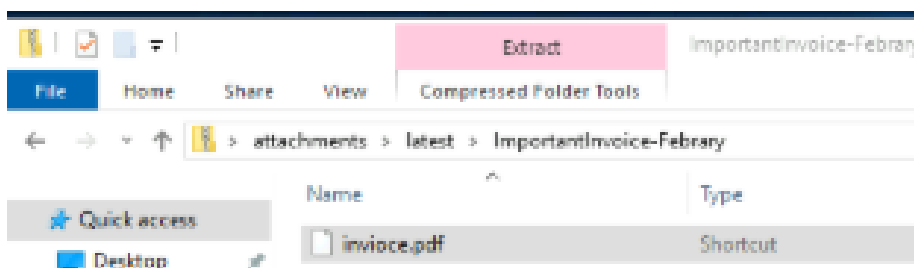 Extract ImportantInvoice-Febrary
File Home Share View Compressed Folder Tools
> attachments > latest > ImportantInvoice-Febrary
Name Type
Quick access
invioce.pdf Shortcut
Desktop